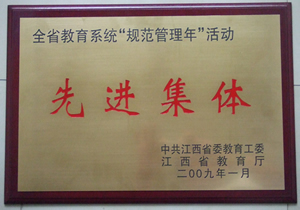 全省教育系统“规范管理年”活动
先进集体
中共江西省委教育工委
江西省教育厅
二00九年一月